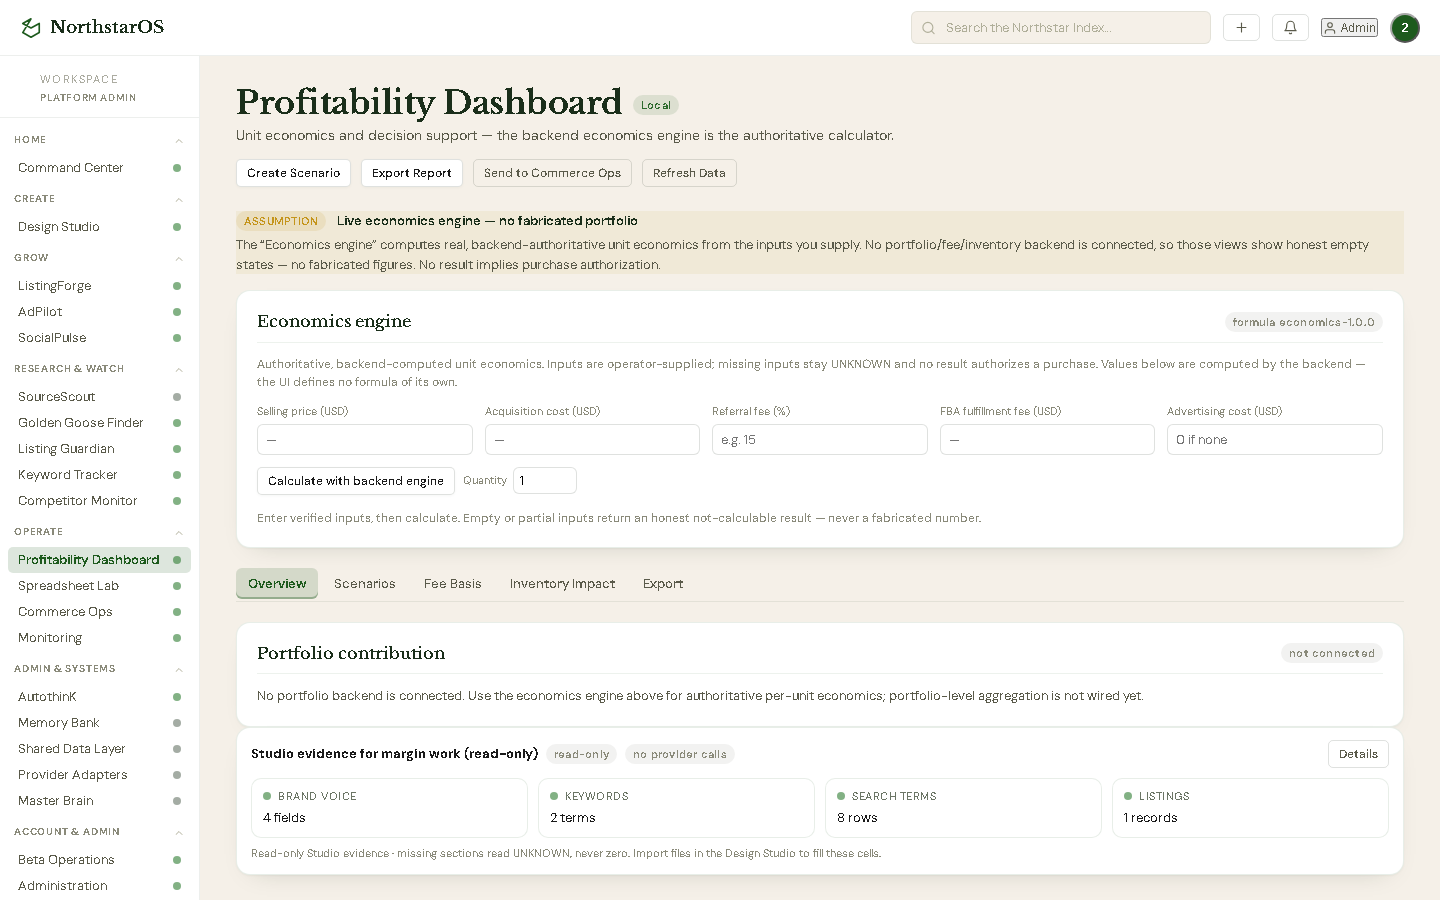 NorthstarOS
Search the Northstar Index...
Admin
2
WORKSPACE
PLATFORM ADMIN
HOME
Command Center
CREATE
Design Studio
GROW
ListingForge
AdPilot
SocialPulse
RESEARCH & WATCH
SourceScout
Golden Goose Finder
Listing Guardian
Keyword Tracker
Competitor Monitor
OPERATE
Profitability Dashboard
Spreadsheet Lab
Commerce Ops
Monitoring
ADMIN & SYSTEMS
AutothinK
Memory Bank
Shared Data Layer
Provider Adapters
Master Brain
ACCOUNT & ADMIN
Beta Operations
Administration
Profitability Dashboard Local
Unit economics and decision support — the backend economics engine is the authoritative calculator.
Create Scenario Export Report Send to Commerce Ops Refresh Data
ASSUMPTION Live economics engine — no fabricated portfolio
The “Economics engine” computes real, backend-authoritative unit economics from the inputs you supply. No portfolio/fee/inventory backend is connected, so those views show honest empty
states — no fabricated figures. No result implies purchase authorization.
Economics engine formula economics-1.0.0
Authoritative, backend-computed unit economics. Inputs are operator-supplied; missing inputs stay UNKNOWN and no result authorizes a purchase. Values below are computed by the backend —
the UI defines no formula of its own.
Selling price (USD) Acquisition cost (USD) Referral fee (%) FBA fulfillment fee (USD) Advertising cost (USD)
— — e.g. 15 — 0 if none
Calculate with backend engine Quantity 1
Enter verified inputs, then calculate. Empty or partial inputs return an honest not-calculable result — never a fabricated number.
Overview Scenarios Fee Basis Inventory Impact Export
Portfolio contribution not connected
No portfolio backend is connected. Use the economics engine above for authoritative per-unit economics; portfolio-level aggregation is not wired yet.
Studio evidence for margin work (read-only) read-only no provider calls Details
BRAND VOICE KEYWORDS SEARCH TERMS LISTINGS
4 fields 2 terms 8 rows 1 records
Read-only Studio evidence · missing sections read UNKNOWN, never zero. Import files in the Design Studio to fill these cells.